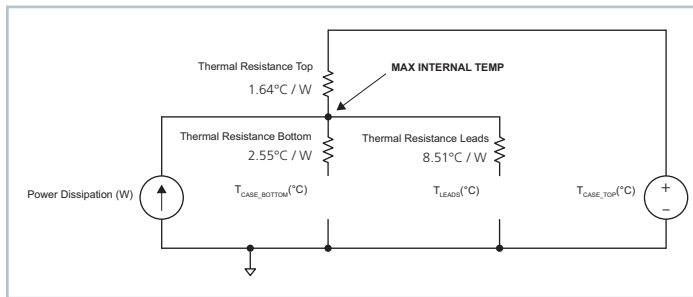 Thermal Resistance Top
MAX INTERNAL TEMP
1.64°C / W
Thermal Resistance Bottom
Thermal Resistance Leads
2.55°C / W
8.51°C / W
Power Dissipation (W)
TCASE_BOTTOM(°C)
TLEADS(°C)
TCASE_TOP(°C)
+
–